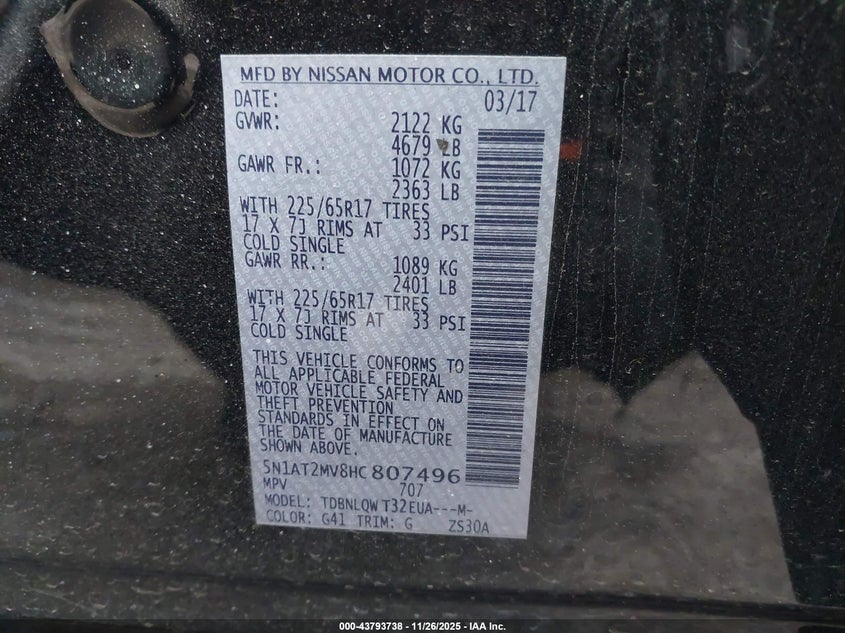 MFD BY NISSAN MOTOR CO., LTD.
DATE: 03/17
GVWR: 2122 KG
4679 LB
GAWR FR.: 1072 KG
2363 LB
WITH 225/65R17 TIRES
17 X 7J RIMS AT 33 PSI
COLD SINGLE
GAWR RR.: 1089 KG
2401 LB
WITH 225/65R17 TIRES
17 X 7J RIMS AT 33 PSI
COLD SINGLE
THIS VEHICLE CONFORMS TO
ALL APPLICABLE FEDERAL
MOTOR VEHICLE SAFETY AND
THEFT PREVENTION
STANDARDS IN EFFECT ON
THE DATE OF MANUFACTURE
SHOWN ABOVE.
5N1AT2MV8HC 807496
MPV 707
MODEL: TDBNLQW T32EUA---M-
COLOR: G41 TRIM: G ZS30A
000-43793738 - 11/26/2025 - IAA Inc.